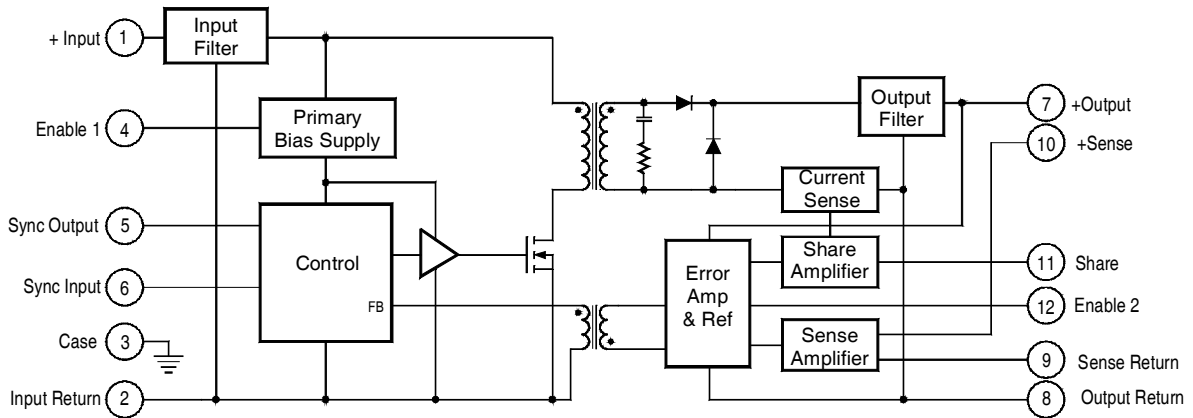 + Input
1
Input
Filter
Enable 1
4
Primary
Bias Supply
Output
Filter
7
+Output
10
+Sense
Current
Sense
Sync Output
5
Control
FB
Sync Input
6
Error
Amp
& Ref
Share
Amplifier
11
Share
12
Enable 2
Case
3
Sense
Amplifier
9
Sense Return
Input Return
2
8
Output Return